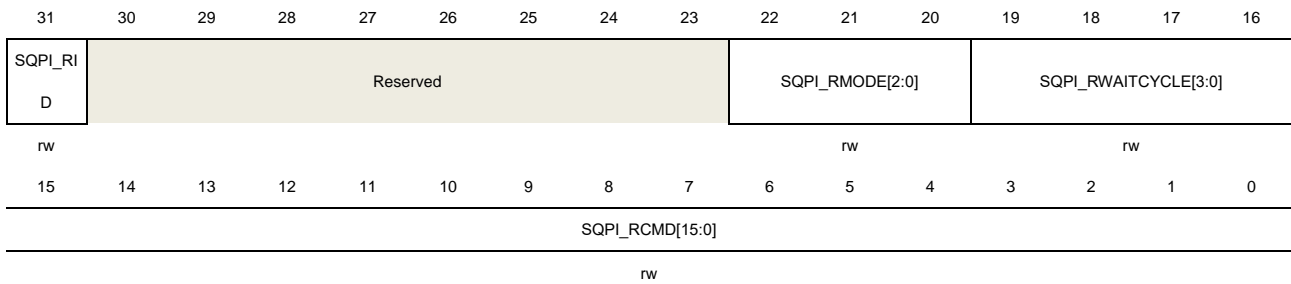 31 30 29 28 27 26 25 24 23 22 21 20 19 18 17 16
SQPI_RI
D
Reserved
SQPI_RMODE[2:0]
SQPI_RWAITCYCLE[3:0]
rw rw rw
15 14 13 12 11 10 9 8 7 6 5 4 3 2 1 0
SQPI_RCMD[15:0]
rw